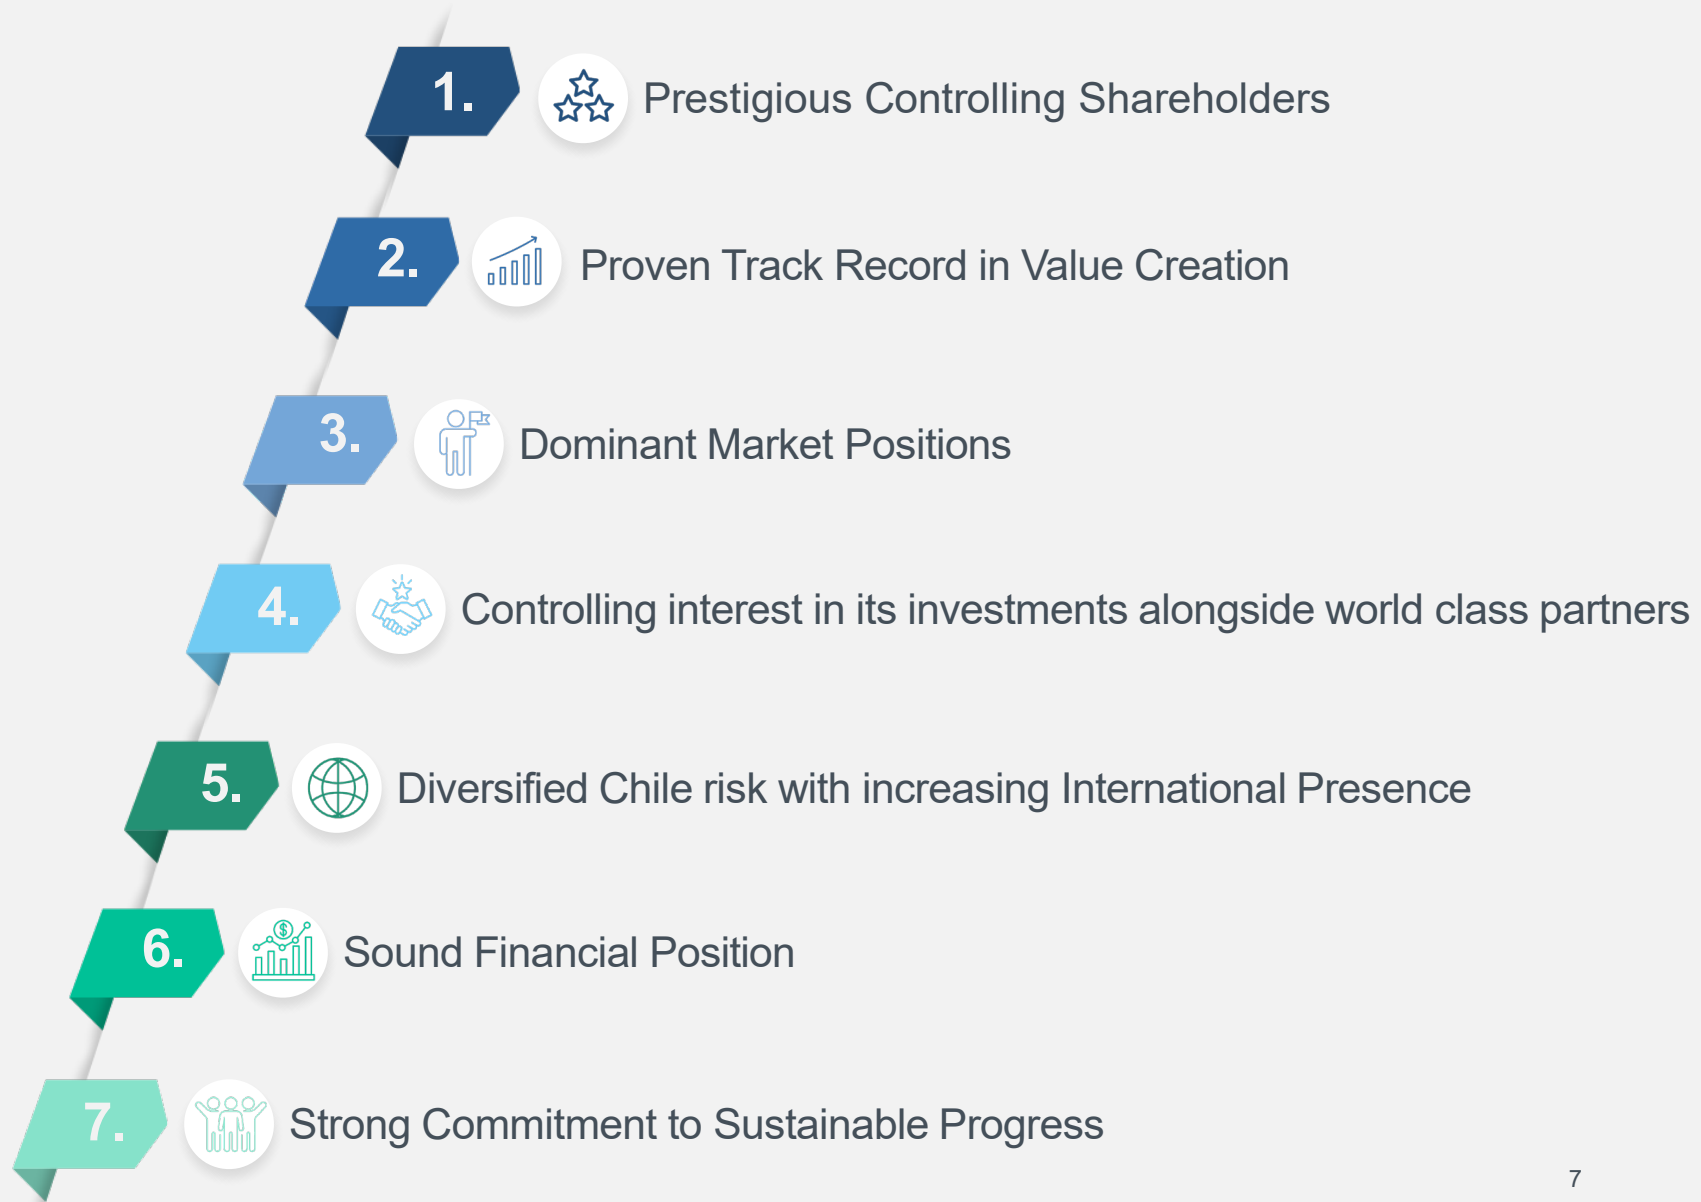 1. Prestigious Controlling Shareholders
2. Proven Track Record in Value Creation
3. Dominant Market Positions
4. Controlling interest in its investments alongside world class partners
5. Diversified Chile risk with increasing International Presence
6. $ Sound Financial Position
7. Strong Commitment to Sustainable Progress
7